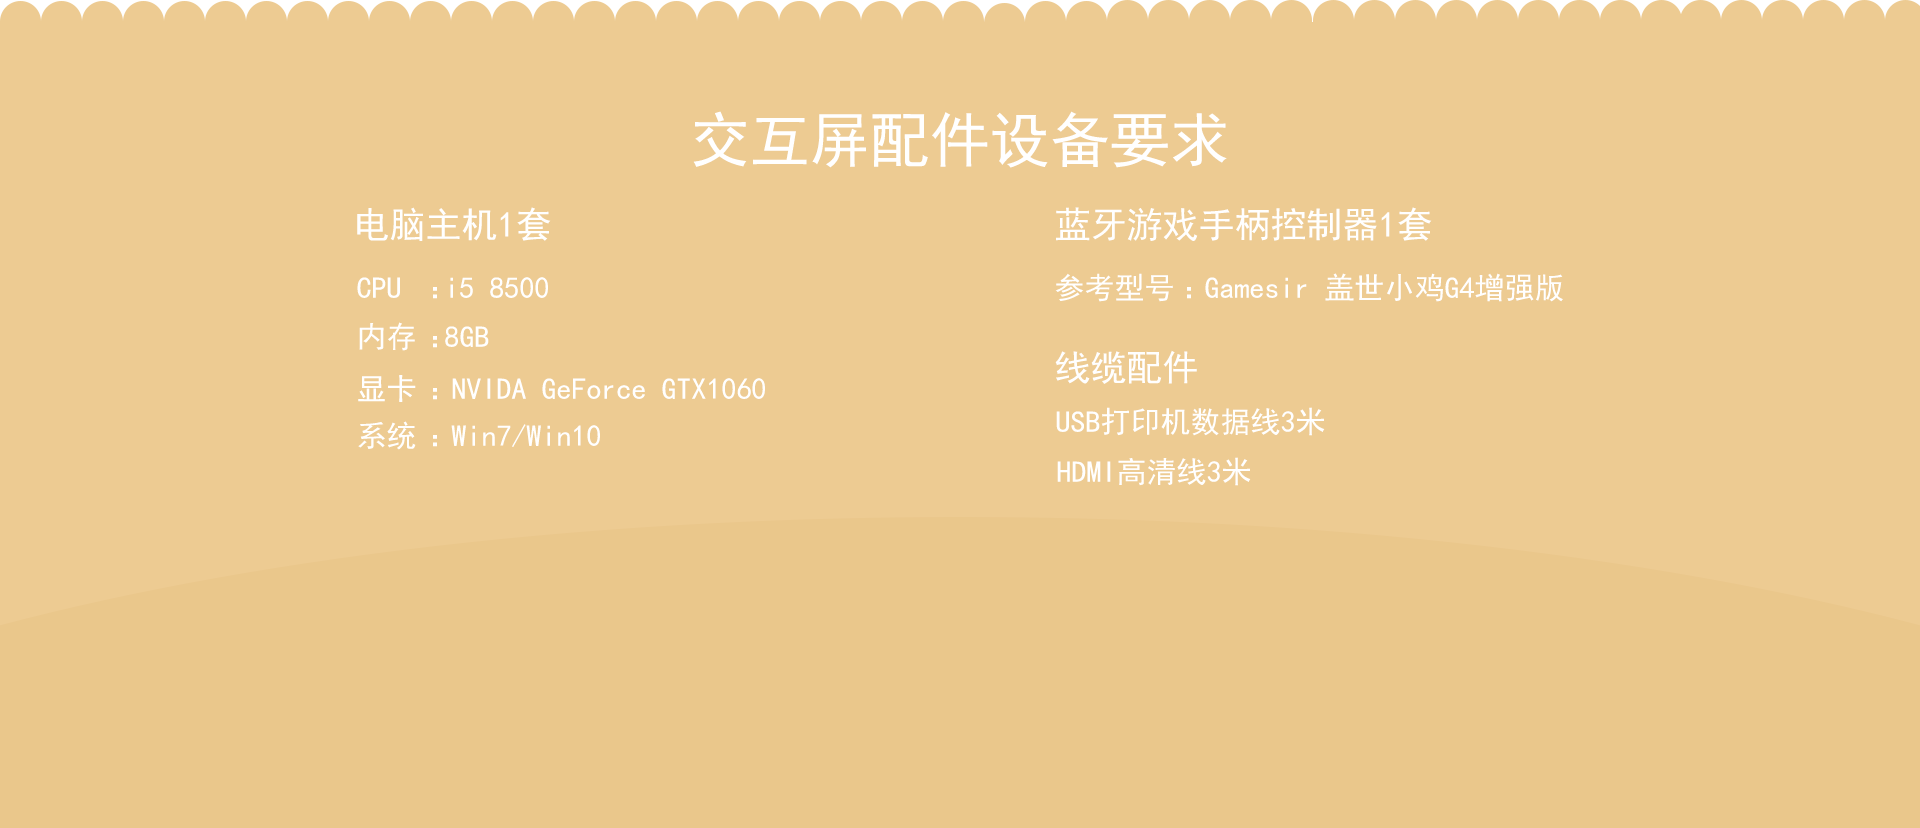 交互屏配件设备要求
电脑主机1套
CPU ：i5 8500
内存 ：8GB
显卡 ：NVIDA GeForce GTX1060
系统 ：Win7/Win10
蓝牙游戏手柄控制器1套
参考型号：Gamesir 盖世小鸡G4增强版
线缆配件
USB打印机数据线3米
HDMI高清线3米